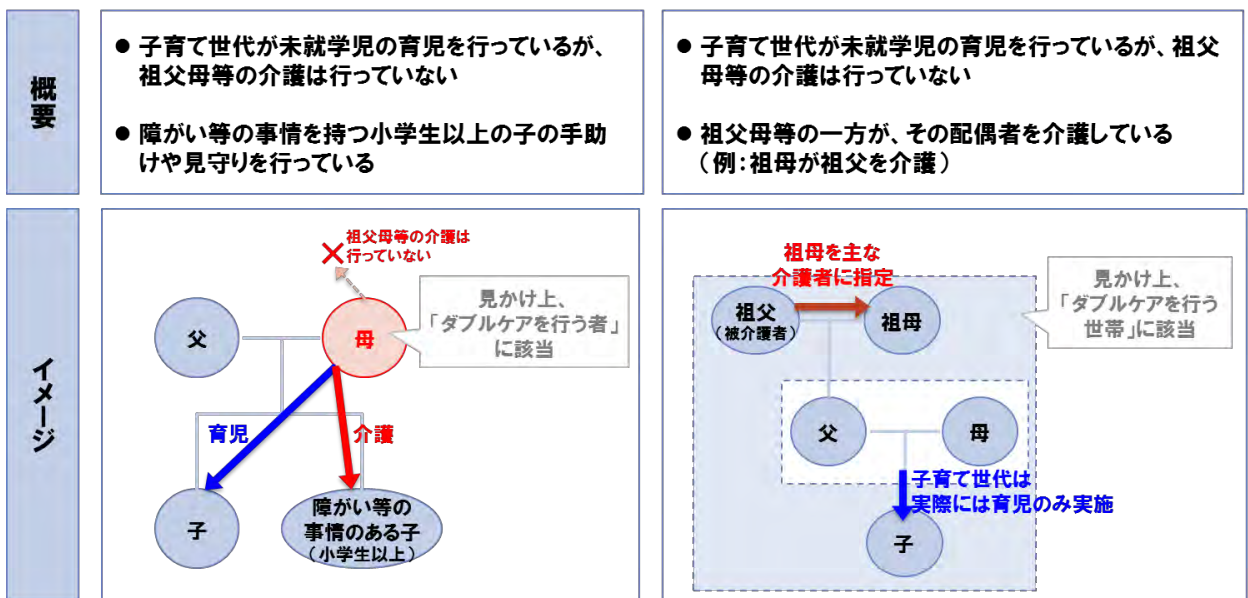 概要
● 子育て世代が未就学児の育児を行っているが、
祖父母等の介護は行っていない
● 障がい等の事情を持つ小学生以上の子の手助
けや見守りを行っている
● 子育て世代が未就学児の育児を行っているが、祖父
母等の介護は行っていない
● 祖父母等の一方が、その配偶者を介護している
(例:祖母が祖父を介護)
イメージ
祖父母等の介護は
行っていない
見かけ上、
「ダブルケアを行う者」
に該当
父
母
育児
介護
子
障がい等の
事情のある子
(小学生以上)
祖母を主な
介護者に指定
見かけ上、
「ダブルケアを行う
世帯」に該当
祖父
(被介護者)
祖母
父
母
子育て世代は
実際には育児のみ実施
子